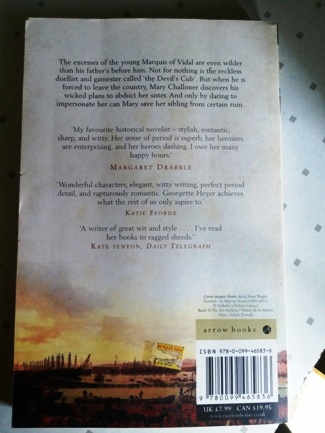 The excesses of the young Marquis of Vidal are even wilder
than his father's before him. Not for nothing is the reckless
duellist and gamester called 'the Devil's Cub'. But when he is
forced to leave the country, Mary Challoner discovers his
wicked plans to abduct her sister. And only by daring to
impersonate her can Mary save her sibling from certain ruin.
'My favourite historical novelist – stylish, romantic,
sharp, and witty. Her sense of period is superb, her heroines
are enterprising, and her heroes dashing. I owe her many
happy hours.'
MARGARET DRABBLE
'Wonderful characters, elegant, witty writing, perfect period
detail, and rapturously romantic. Georgette Heyer achieves
what the rest of us only aspire to.'
KATIE FFORDE
'A writer of great wit and style . . . . I've read
her books to ragged shreds.'
KATE FENTON, DAILY TELEGRAPH
arrow books
ISBN 978-0-099-46583-6
9 780099 465836
UK £7.99 CAN $19.95